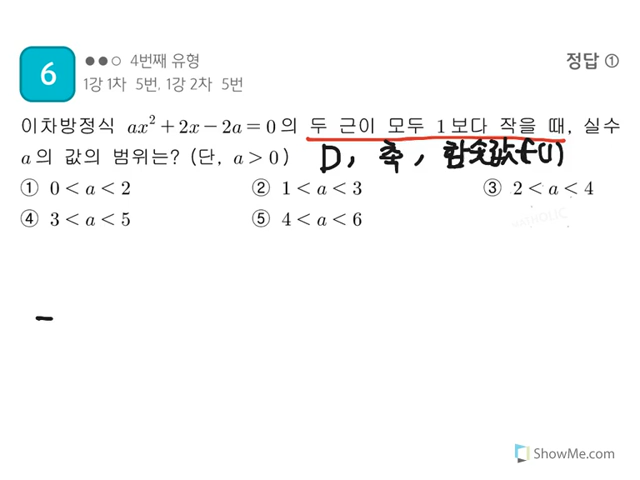 6
●●○ 4번째 유형
1강 1차 5번. 1강 2차 5번
정답 ①
이차방정식 ax² + 2x − 2a = 0의 두 근이 모두 1보다 작을 때, 실수
a의 값의 범위는? (단, a > 0) D, 축, 함숫값 f(1)
① 0 < a < 2 ② 1 < a < 3 ③ 2 < a < 4
④ 3 < a < 5 ⑤ 4 < a < 6
ShowMe.com